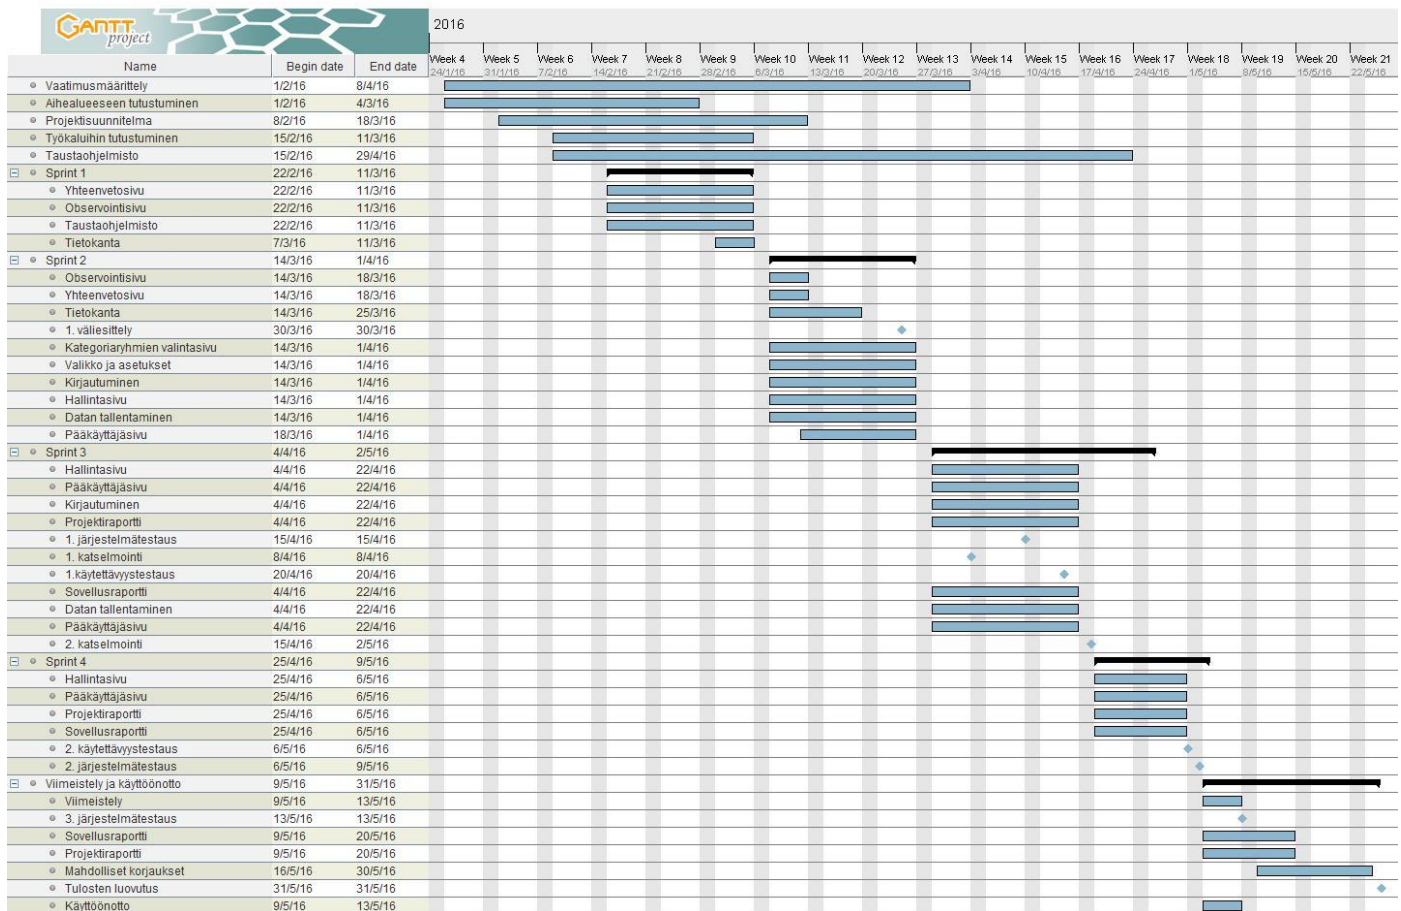 GANTT project
2016
Name Begin date End date
Week 4 Week 5 Week 6 Week 7 Week 8 Week 9 Week 10 Week 11 Week 12 Week 13 Week 14 Week 15 Week 16 Week 17 Week 18 Week 19 Week 20 Week 21
24/1/16 31/1/16 7/2/16 14/2/16 21/2/16 28/2/16 6/3/16 13/3/16 20/3/16 27/3/16 3/4/16 10/4/16 17/4/16 24/4/16 1/5/16 8/5/16 15/5/16 22/5/16
Vaatimusmäärittely 1/2/16 8/4/16
Aihealueeseen tutustuminen 1/2/16 4/3/16
Projektisuunnitelma 8/2/16 18/3/16
Työkaluihin tutustuminen 15/2/16 11/3/16
Taustaohjelmisto 15/2/16 29/4/16
Sprint 1 22/2/16 11/3/16
Yhteenvetosivu 22/2/16 11/3/16
Observointisivu 22/2/16 11/3/16
Taustaohjelmisto 22/2/16 11/3/16
Tietokanta 7/3/16 11/3/16
Sprint 2 14/3/16 1/4/16
Observointisivu 14/3/16 18/3/16
Yhteenvetosivu 14/3/16 18/3/16
Tietokanta 14/3/16 25/3/16
1. väliesittely 30/3/16 30/3/16
Kategoriaryhmien valintasivu 14/3/16 1/4/16
Valikko ja asetukset 14/3/16 1/4/16
Kirjautuminen 14/3/16 1/4/16
Hallintasivu 14/3/16 1/4/16
Datan tallentaminen 14/3/16 1/4/16
Pääkäyttäjäsivu 18/3/16 1/4/16
Sprint 3 4/4/16 2/5/16
Hallintasivu 4/4/16 22/4/16
Pääkäyttäjäsivu 4/4/16 22/4/16
Kirjautuminen 4/4/16 22/4/16
Projektiraportti 4/4/16 22/4/16
1. järjestelmätestaus 15/4/16 15/4/16
1. katselmointi 8/4/16 8/4/16
1.käytettävyystestaus 20/4/16 20/4/16
Sovellusraportti 4/4/16 22/4/16
Datan tallentaminen 4/4/16 22/4/16
Pääkäyttäjäsivu 4/4/16 22/4/16
2. katselmointi 15/4/16 2/5/16
Sprint 4 25/4/16 9/5/16
Hallintasivu 25/4/16 6/5/16
Pääkäyttäjäsivu 25/4/16 6/5/16
Projektiraportti 25/4/16 6/5/16
Sovellusraportti 25/4/16 6/5/16
2. käytettävyystestaus 6/5/16 6/5/16
2. järjestelmätestaus 6/5/16 9/5/16
Viimeistely ja käyttöönotto 9/5/16 31/5/16
Viimeistely 9/5/16 13/5/16
3. järjestelmätestaus 13/5/16 13/5/16
Sovellusraportti 9/5/16 20/5/16
Projektiraportti 9/5/16 20/5/16
Mahdolliset korjaukset 16/5/16 30/5/16
Tulosten luovutus 31/5/16 31/5/16
Käyttöönotto 9/5/16 13/5/16